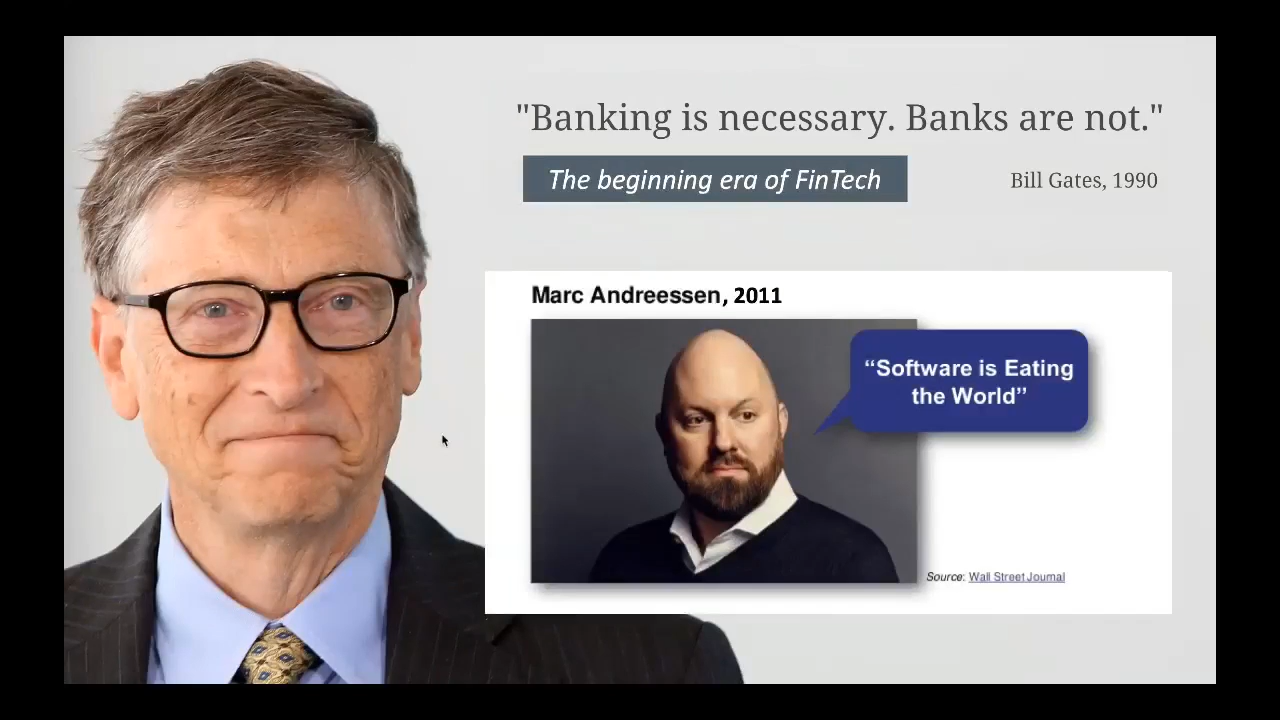 "Banking is necessary. Banks are not."
The beginning era of FinTech
Bill Gates, 1990
Marc Andreessen, 2011
“Software is Eating
the World”
Source: Wall Street Journal